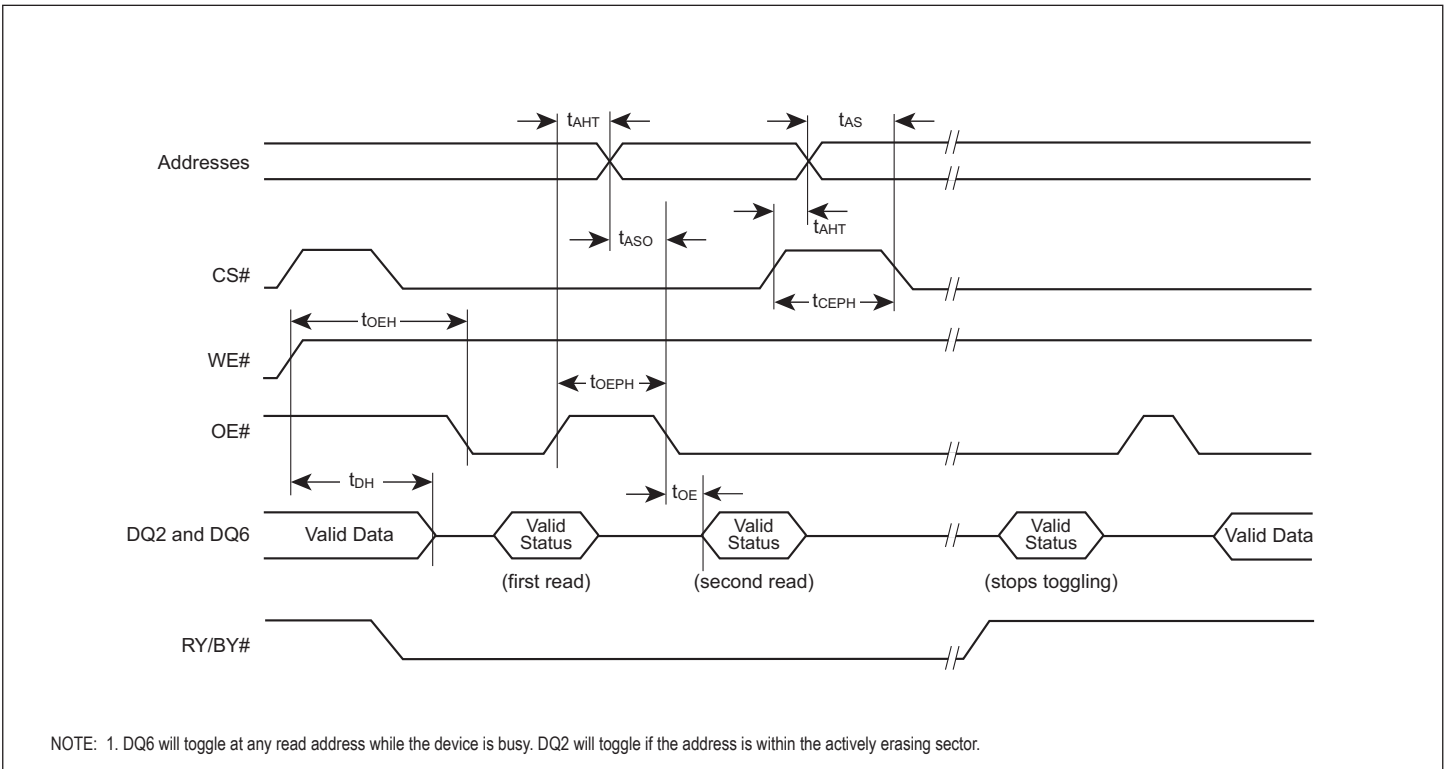 tAHT
tAS
Addresses
tAHT
tASO
CS#
tCEPH
tOEH
WE#
tOEPH
OE#
tDH
tOE
DQ2 and DQ6
Valid Data
Valid
Status
Valid
Status
Valid
Status
Valid Data
(first read)
(second read)
(stops toggling)
RY/BY#
NOTE: 1. DQ6 will toggle at any read address while the device is busy. DQ2 will toggle if the address is within the actively erasing sector.